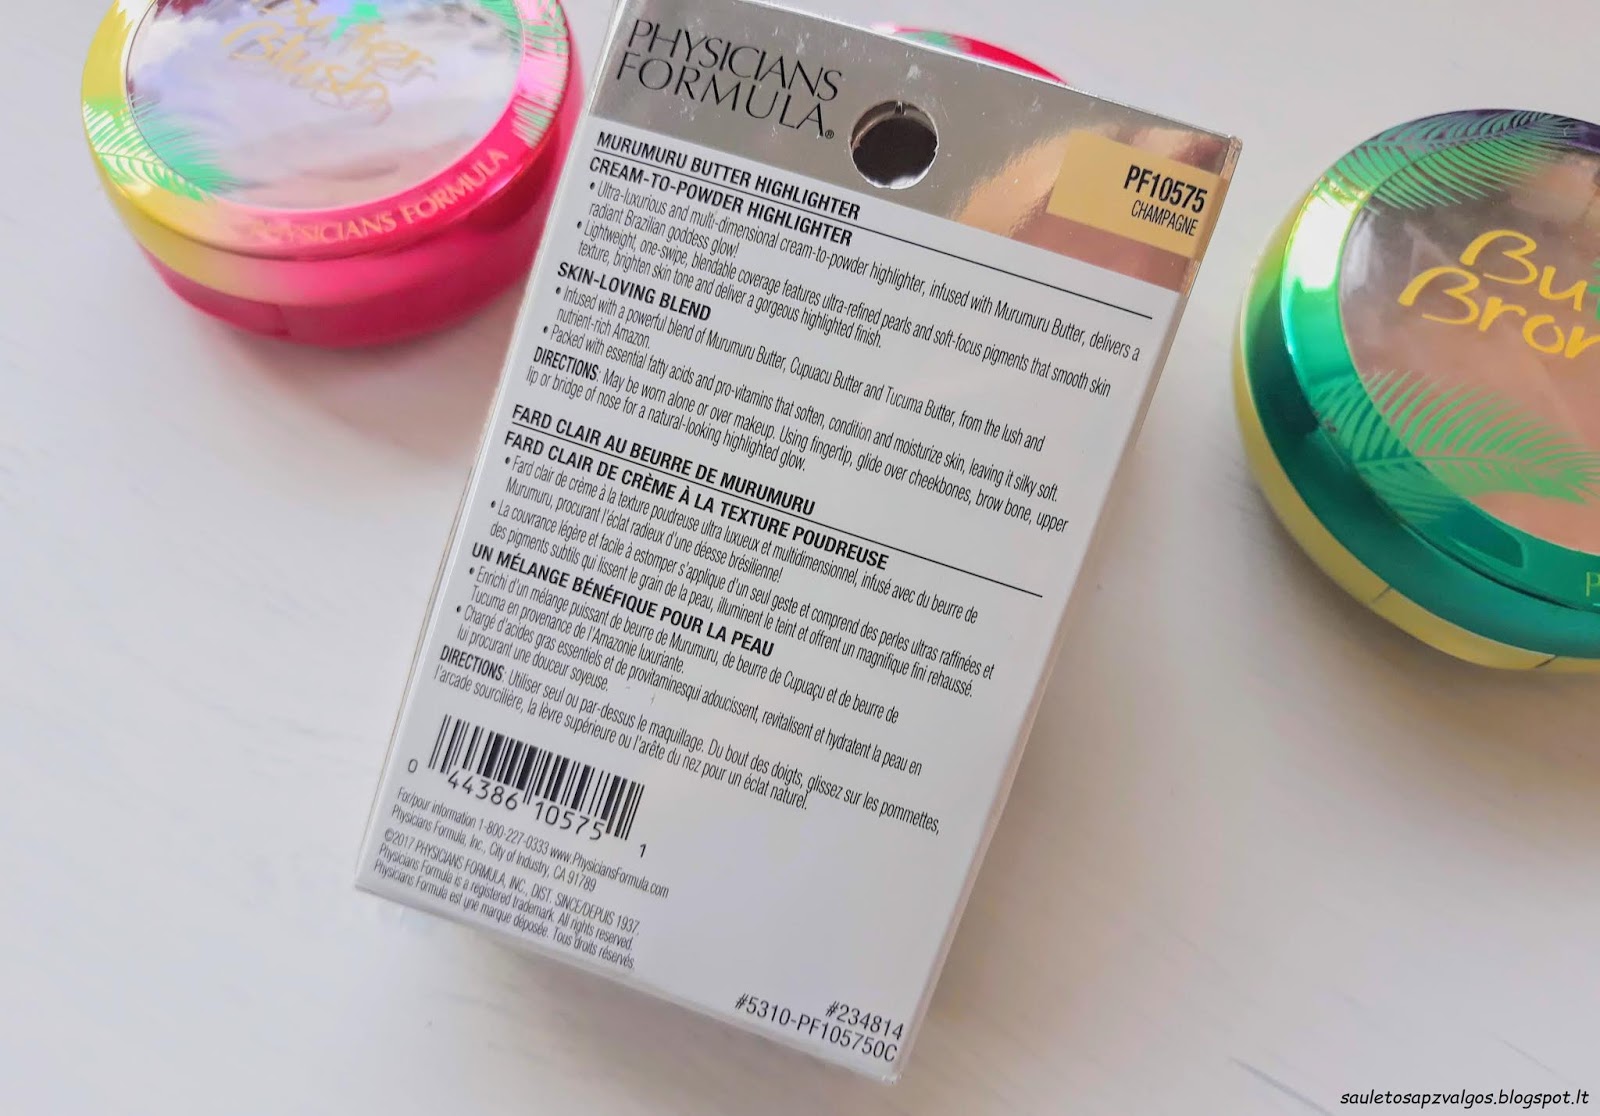 Butter
Blush
PHYSICIANS FORMULA
PHYSICIANS
FORMULA®
PF10575
CHAMPAGNE
MURUMURU BUTTER HIGHLIGHTER
CREAM-TO-POWDER HIGHLIGHTER
• Ultra-luxurious and multi-dimensional cream-to-powder highlighter, infused with Murumuru Butter, delivers a
radiant Brazilian goddess glow!
• Lightweight, one-swipe, blendable coverage features ultra-refined pearls and soft-focus pigments that smooth skin
texture, brighten skin tone and deliver a gorgeous highlighted finish.
SKIN-LOVING BLEND
• Infused with a powerful blend of Murumuru Butter, Cupuacu Butter and Tucuma Butter, from the lush and
nutrient-rich Amazon.
• Packed with essential fatty acids and pro-vitamins that soften, condition and moisturize skin, leaving it silky soft.
DIRECTIONS: May be worn alone or over makeup. Using fingertip, glide over cheekbones, brow bone, upper
lip or bridge of nose for a natural-looking highlighted glow.
FARD CLAIR AU BEURRE DE MURUMURU
FARD CLAIR DE CRÈME À LA TEXTURE POUDREUSE
• Fard clair de crème à la texture poudreuse ultra luxueux et multidimensionnel, infusé avec du beurre de
Murumuru, procurant l'éclat radieux d'une déesse brésilienne!
• La couvrance légère et facile à estomper s'applique d'un seul geste et comprend des perles ultras raffinées et
des pigments subtils qui lissent le grain de la peau, illuminent le teint et offrent un magnifique fini rehaussé.
UN MÉLANGE BÉNÉFIQUE POUR LA PEAU
• Enrichi d'un mélange puissant de beurre de Murumuru, de beurre de Cupuaçu et de beurre de
Tucuma en provenance de l'Amazonie luxuriante.
• Chargé d'acides gras essentiels et de provitaminesqui adoucissent, revitalisent et hydratent la peau en
lui procurant une douceur soyeuse.
DIRECTIONS: Utiliser seul ou par-dessus le maquillage. Du bout des doigts, glissez sur les pommettes,
l'arcade sourcilière, la lèvre supérieure ou l'arête du nez pour un éclat naturel.
0 44386 10575 1
For/pour information 1-800-227-0333 www.PhysiciansFormula.com
Physicians Formula, Inc., City of Industry, CA 91789
©2017 PHYSICIANS FORMULA, INC., DIST. SINCE/DEPUIS 1937.
Physicians Formula is a registered trademark. All rights reserved.
Physicians Formula est une marque déposée. Tous droits réservés.
#234814
#5310-PF105750C
Bu
Bron
P
sauletosapzvalgos.blogspot.lt